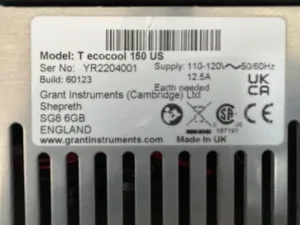 Model: T ecocool 150 US
Ser No: YR2204001
Supply: 110-120V~50/60Hz
Build: 60123
12.5A
Earth needed
UK
CA
Grant Instruments (Cambridge) Ltd
Shepreth
SG8 6GB
ENGLAND
www.grantinstruments.com
Made in UK